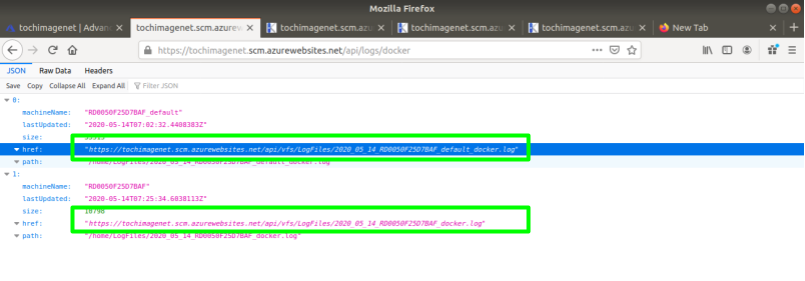 Mozilla Firefox
tochimagenet | Advan
tochimagenet.scm.azurew
tochimagenet.scm.azu
tochimagenet.scm.azu
tochimagenet.scm.azu
New Tab
https://tochimagenet.scm.azurewebsites.net/api/logs/docker
JSON Raw Data Headers
Save Copy Collapse All Expand All Filter JSON
0:
machineName: "RD0050F25D7BAF_default"
lastUpdated: "2020-05-14T07:02:32.4408383Z"
size:
href: "https://tochimagenet.scm.azurewebsites.net/api/vfs/LogFiles/2020_05_14_RD0050F25D7BAF_default_docker.log"
path: "/home/LogFiles/2020_05_14_RD0050F25D7BAF_default_docker.log"
1:
machineName: "RD0050F25D7BAF"
lastUpdated: "2020-05-14T07:25:34.6838113Z"
size: 10798
href: "https://tochimagenet.scm.azurewebsites.net/api/vfs/LogFiles/2020_05_14_RD0050F25D7BAF_docker.log"
path: "/home/LogFiles/2020_05_14_RD0050F25D7BAF_docker.log"